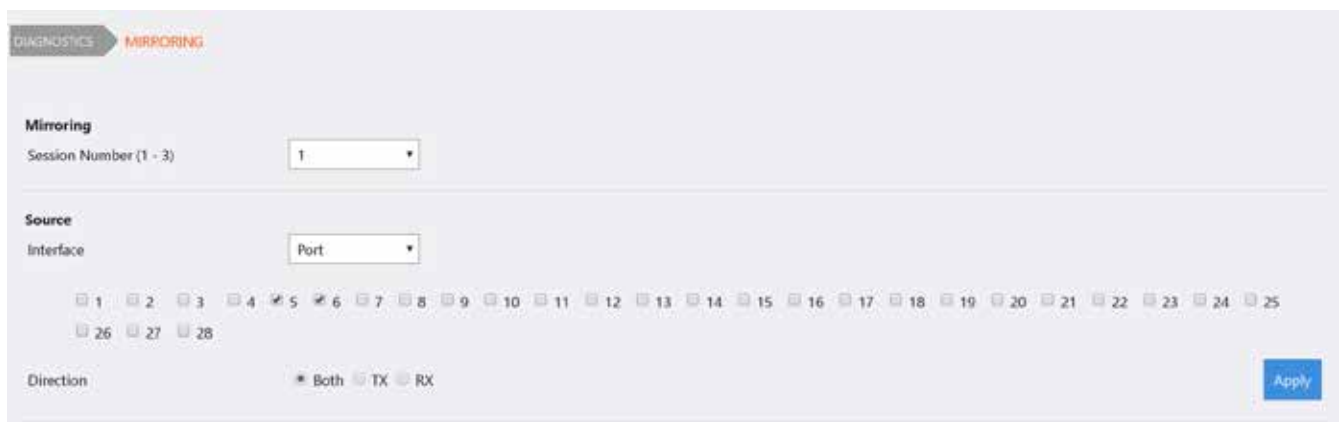 DIAGNOSTICS MIRRORING
Mirroring
Session Number (1 - 3) 1
Source
Interface Port
1 2 3 4 5 6 7 8 9 10 11 12 13 14 15 16 17 18 19 20 21 22 23 24 25
26 27 28
Direction Both TX RX Apply